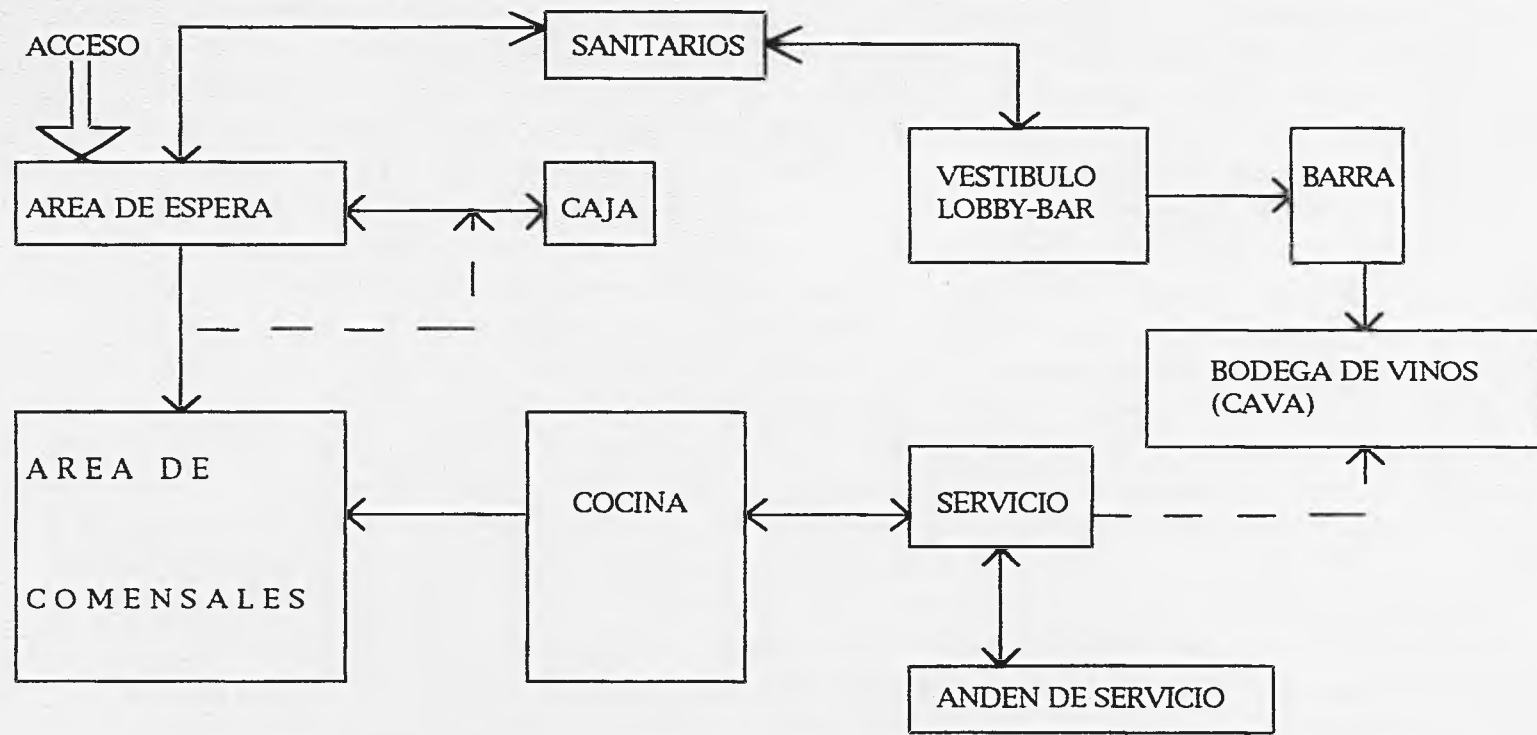 ACCESO
SANITARIOS
AREA DE ESPERA
CAJA
VESTIBULO
LOBBY-BAR
BARRA
BODEGA DE VINOS
(CAVA)
AREA DE
COMENSALES
COCINA
SERVICIO
ANDEN DE SERVICIO